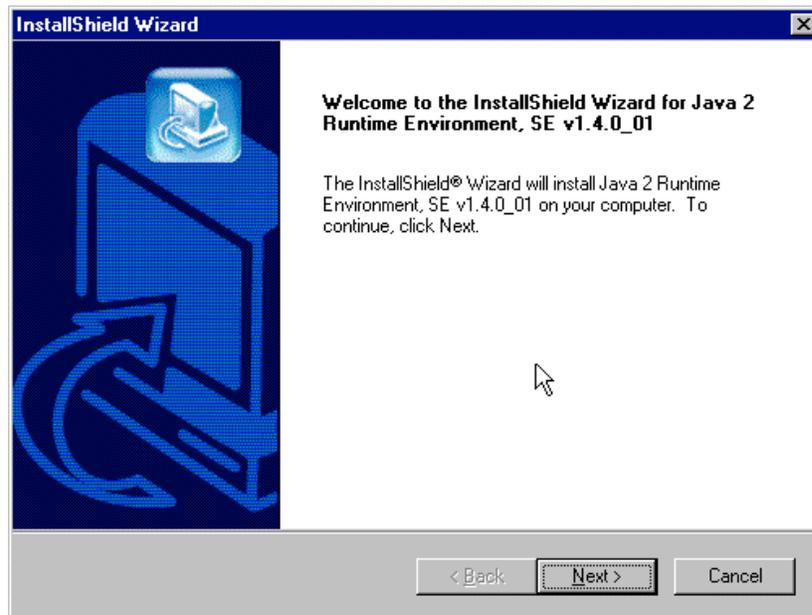 InstallShield Wizard
Welcome to the InstallShield Wizard for Java 2
Runtime Environment, SE v1.4.0_01
The InstallShield® Wizard will install Java 2 Runtime
Environment, SE v1.4.0_01 on your computer.  To
continue, click Next.
< Back
Next >
Cancel